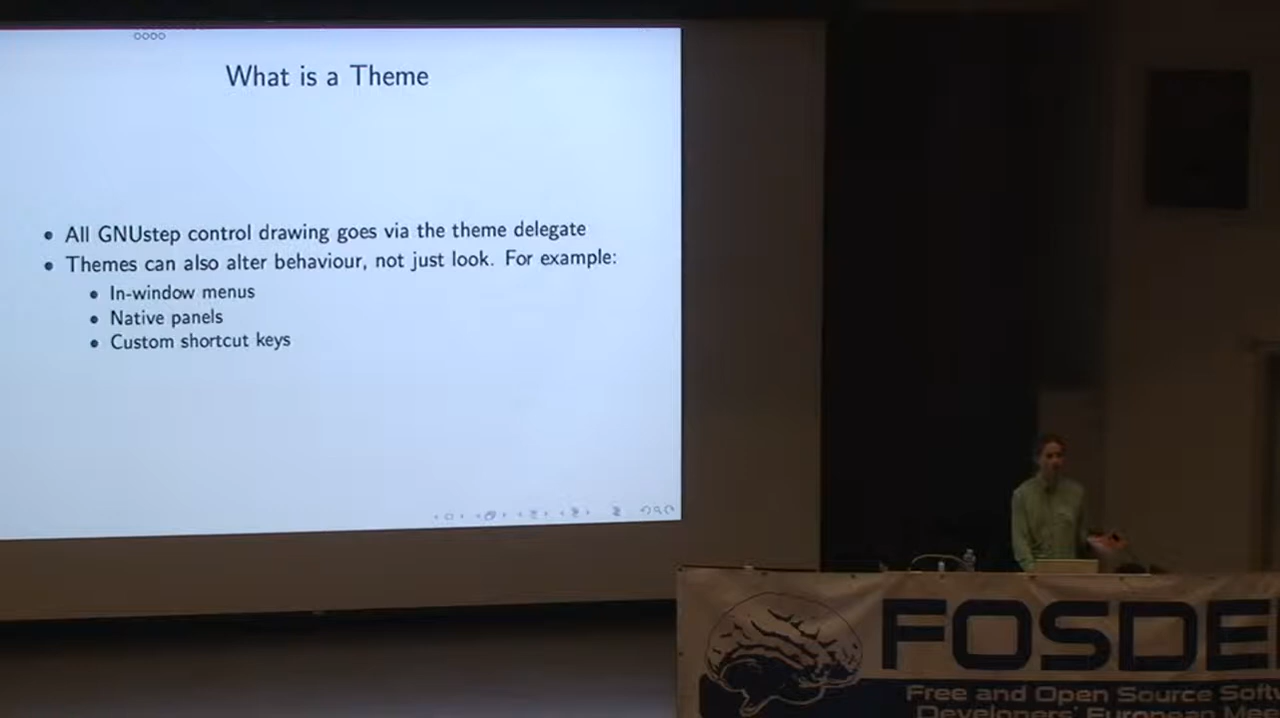 What is a Theme
• All GNUstep control drawing goes via the theme delegate
• Themes can also alter behaviour, not just look. For example:
• In-window menus
• Native panels
• Custom shortcut keys
FOSDE
Free and Open Source Softw
Developers' European Mee